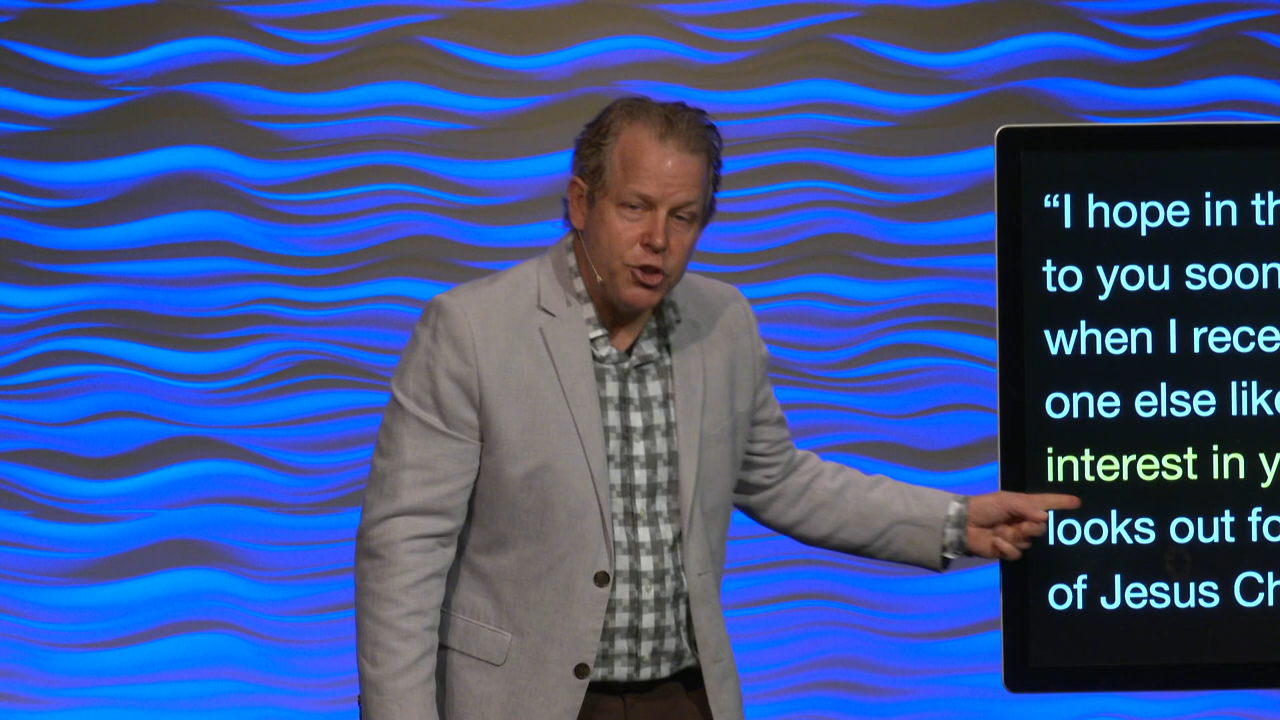 “I hope in th
to you soon
when I rece
one else like
interest in y
looks out fo
of Jesus Ch